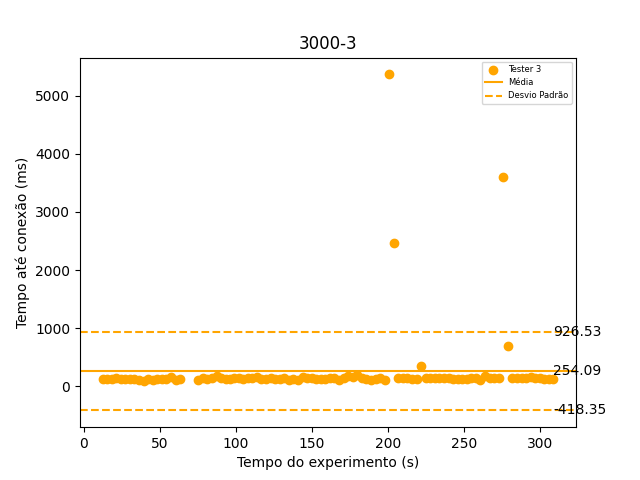 3000-3
Tester 3
Média
Desvio Padrão
Tempo até conexão (ms)
5000
4000
3000
2000
1000
0
926.53
254.09
-418.35
0 50 100 150 200 250 300
Tempo do experimento (s)